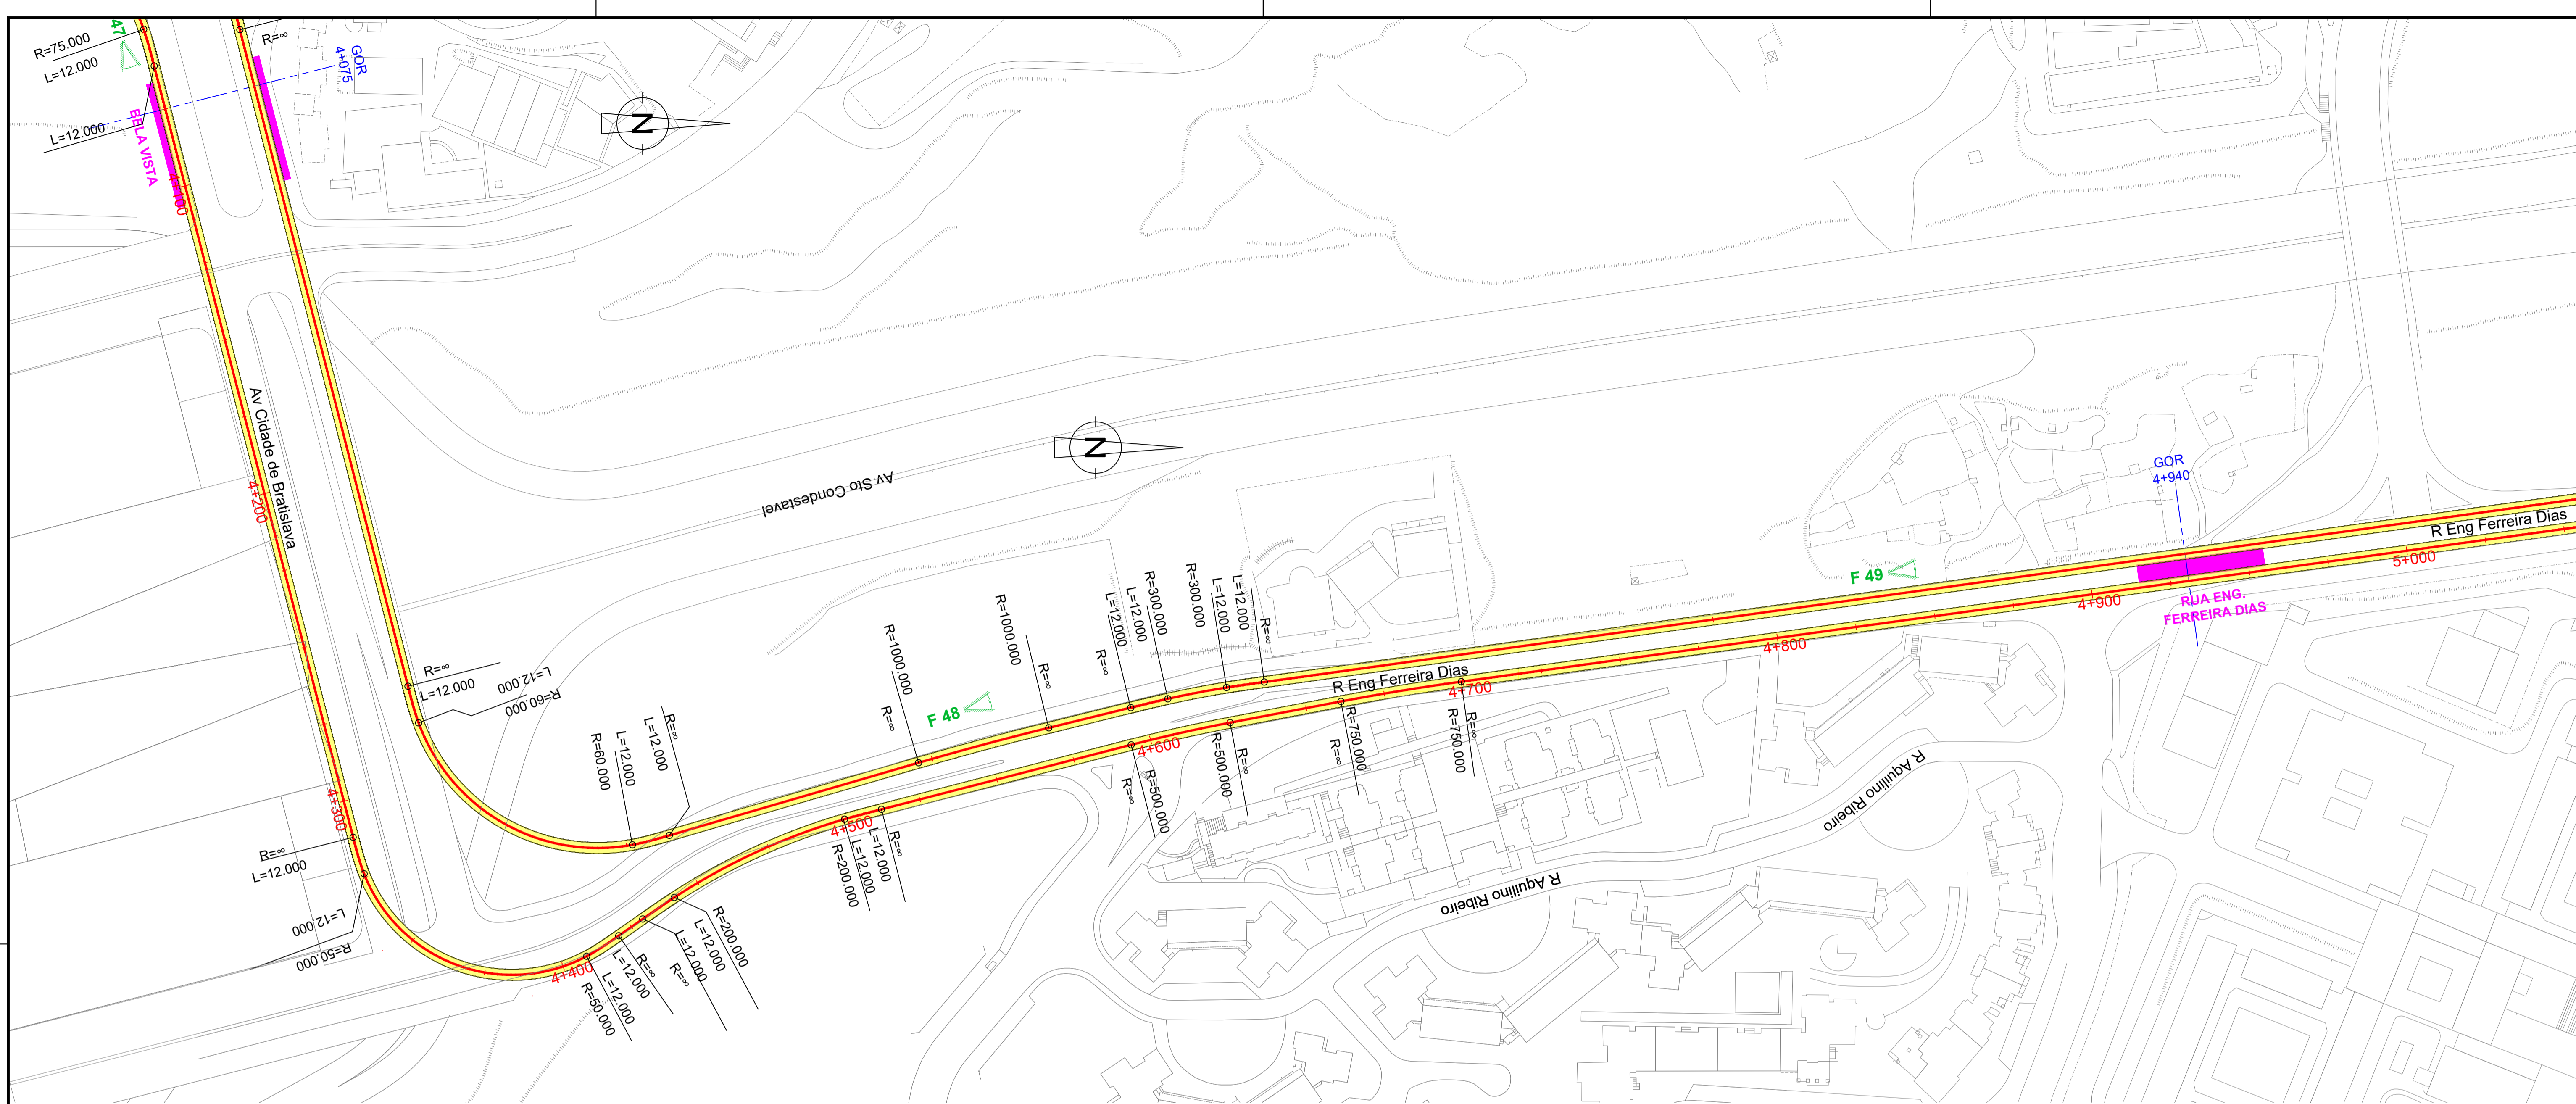 47
R=75.000
L=12.000
L=12.000
R=∞
GOR
4+075
BELA VISTA
4+100
N
Av Cidade de Bratislava
4+200
4+300
Av Sto Condestavel
N
R=∞
L=12.000
L=12.000
R=60.000
R=∞
L=12.000
L=12.000
R=50.000
R=60.000
L=12.000
L=12.000
R=∞
4+400
R=50.000
L=12.000
L=12.000
R=∞
R=∞
L=12.000
L=12.000
R=200.000
R=1000.000
R=∞
F 48
R=1000.000
R=∞
4+500
R=200.000
L=12.000
L=12.000
R=∞
R=∞
L=12.000
L=12.000
R=300.000
R=300.000
L=12.000
L=12.000
R=∞
4+600
R=∞
R=500.000
R=500.000
R=∞
R Eng Ferreira Dias
R=∞
R=750.000
4+700
R=750.000
R=∞
4+800
R Aquilino Ribeiro
R Aquilino Ribeiro
F 49
GOR
4+940
4+900
RUA ENG.
FERREIRA DIAS
5+000
R Eng Ferreira Dias